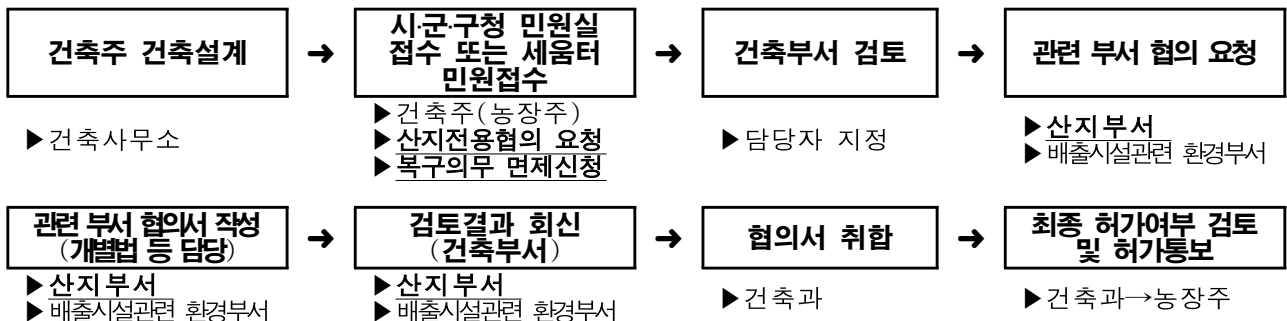 건축주 건축설계
➜
시·군·구청 민원실
접수 또는 세움터
민원접수
➜
건축부서 검토
➜
관련 부서 협의 요청
▶건축사무소
▶건축주(농장주)
▶산지전용협의 요청
▶복구의무 면제신청
▶담당자 지정
▶산지부서
▶배출시설관련 환경부서
관련 부서 협의서 작성
(개별법 등 담당)
➜
검토결과 회신
(건축부서)
➜
협의서 취합
➜
최종 허가여부 검토
및 허가통보
▶산지부서
▶배출시설관련 환경부서
▶산지부서
▶배출시설관련 환경부서
▶건축과
▶건축과→농장주